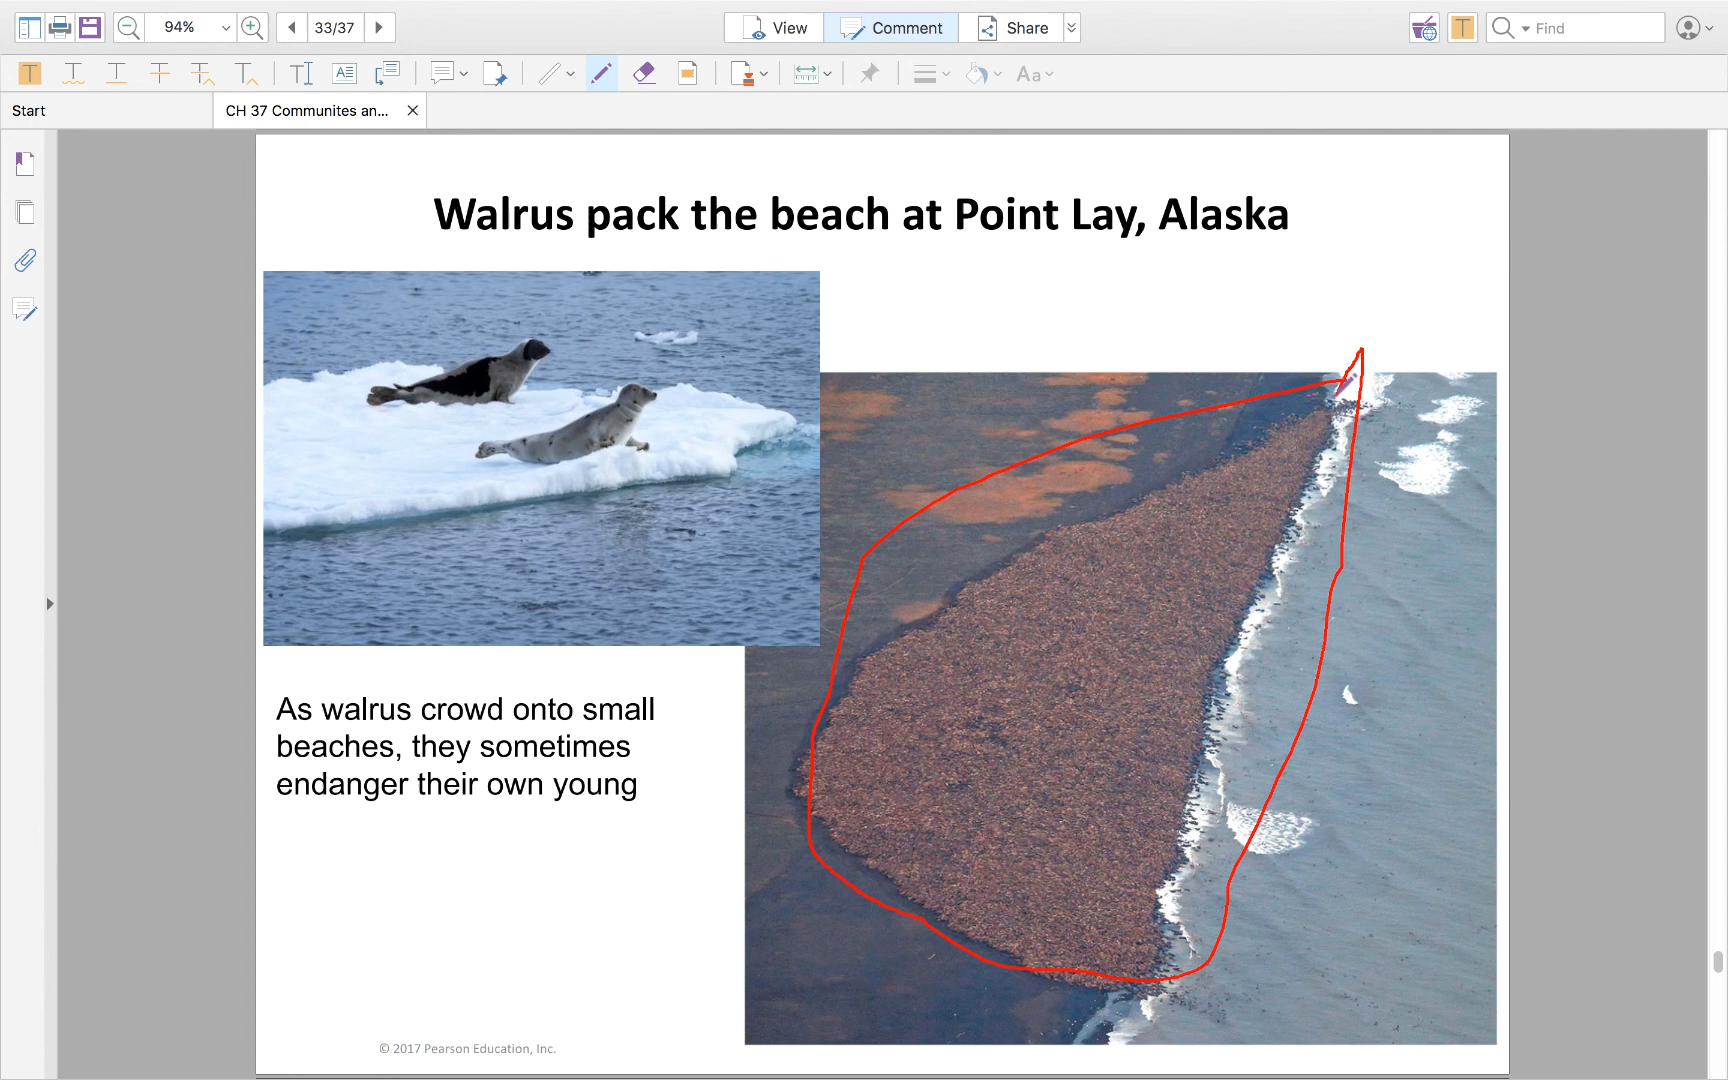 94%
33/37
View
Comment
Share
Find
T
T
T
T
T
T
T
T
A
Aa
Start
CH 37 Communites an...
Walrus pack the beach at Point Lay, Alaska
As walrus crowd onto small
beaches, they sometimes
endanger their own young
© 2017 Pearson Education, Inc.